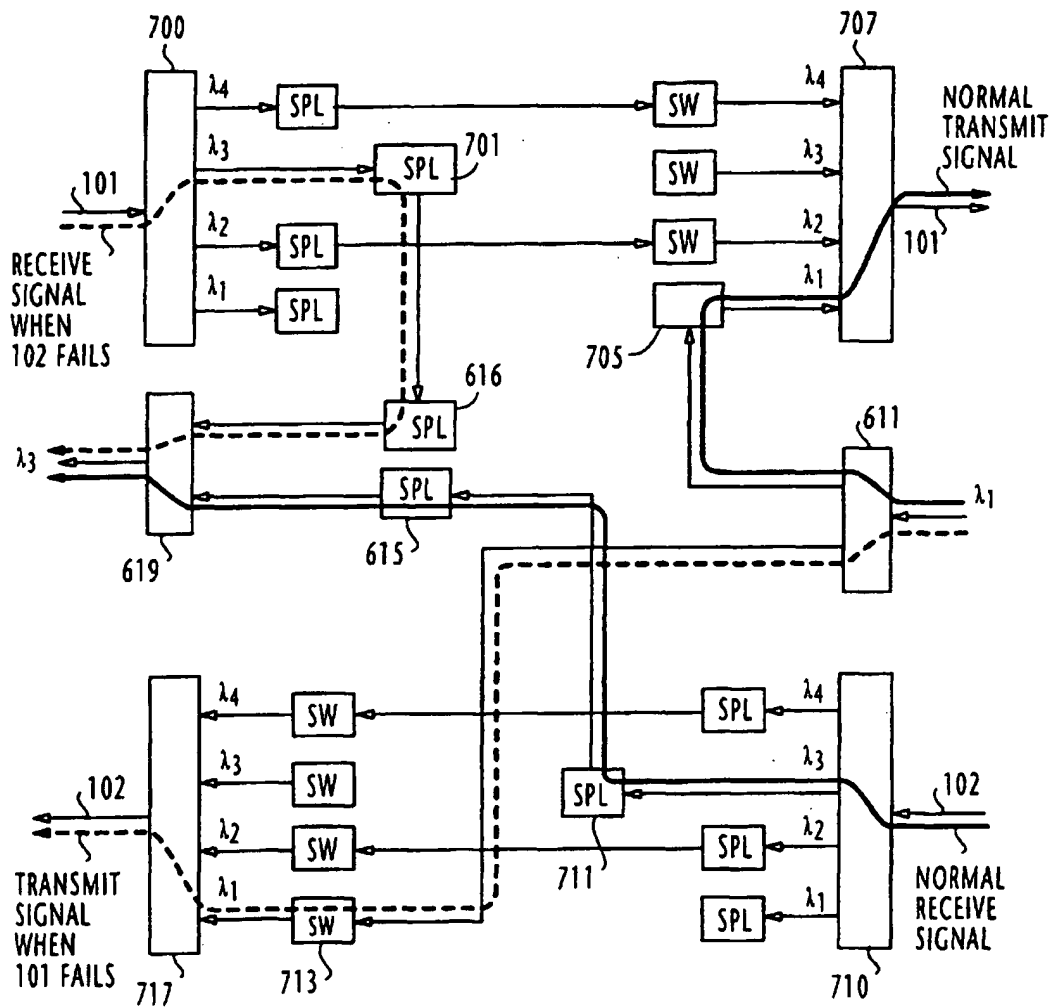 700
707
λ4
SPL
SW
λ4
NORMAL
TRANSMIT
SIGNAL
λ3
701
SPL
SW
λ3
101
λ2
SPL
SW
λ2
101
RECEIVE
SIGNAL
WHEN
102 FAILS
λ1
SPL
λ1
705
616
SPL
611
λ3
SPL
λ1
619
615
λ4
SW
SPL
λ4
λ3
SW
SPL
λ3
102
102
λ2
SW
711
SPL
λ2
TRANSMIT
SIGNAL
WHEN
101 FAILS
λ1
SW
SPL
λ1
NORMAL
RECEIVE
SIGNAL
717
713
710